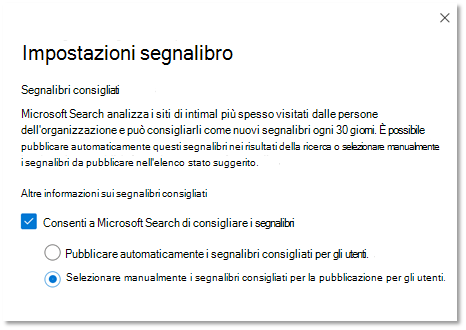 Impostazioni segnalibro
Segnalibri consigliati
Microsoft Search analizza i siti di intimal più spesso visitati dalle persone
dell'organizzazione e può consigliarli come nuovi segnalibri ogni 30 giorni. È possibile
pubblicare automaticamente questi segnalibri nei risultati della ricerca o selezionare manualmente
i segnalibri da pubblicare nell'elenco stato suggerito.
Altre informazioni sui segnalibri consigliati
Consenti a Microsoft Search di consigliare i segnalibri
Pubblicare automaticamente i segnalibri consigliati per gli utenti.
Selezionare manualmente i segnalibri consigliati per la pubblicazione per gli utenti.